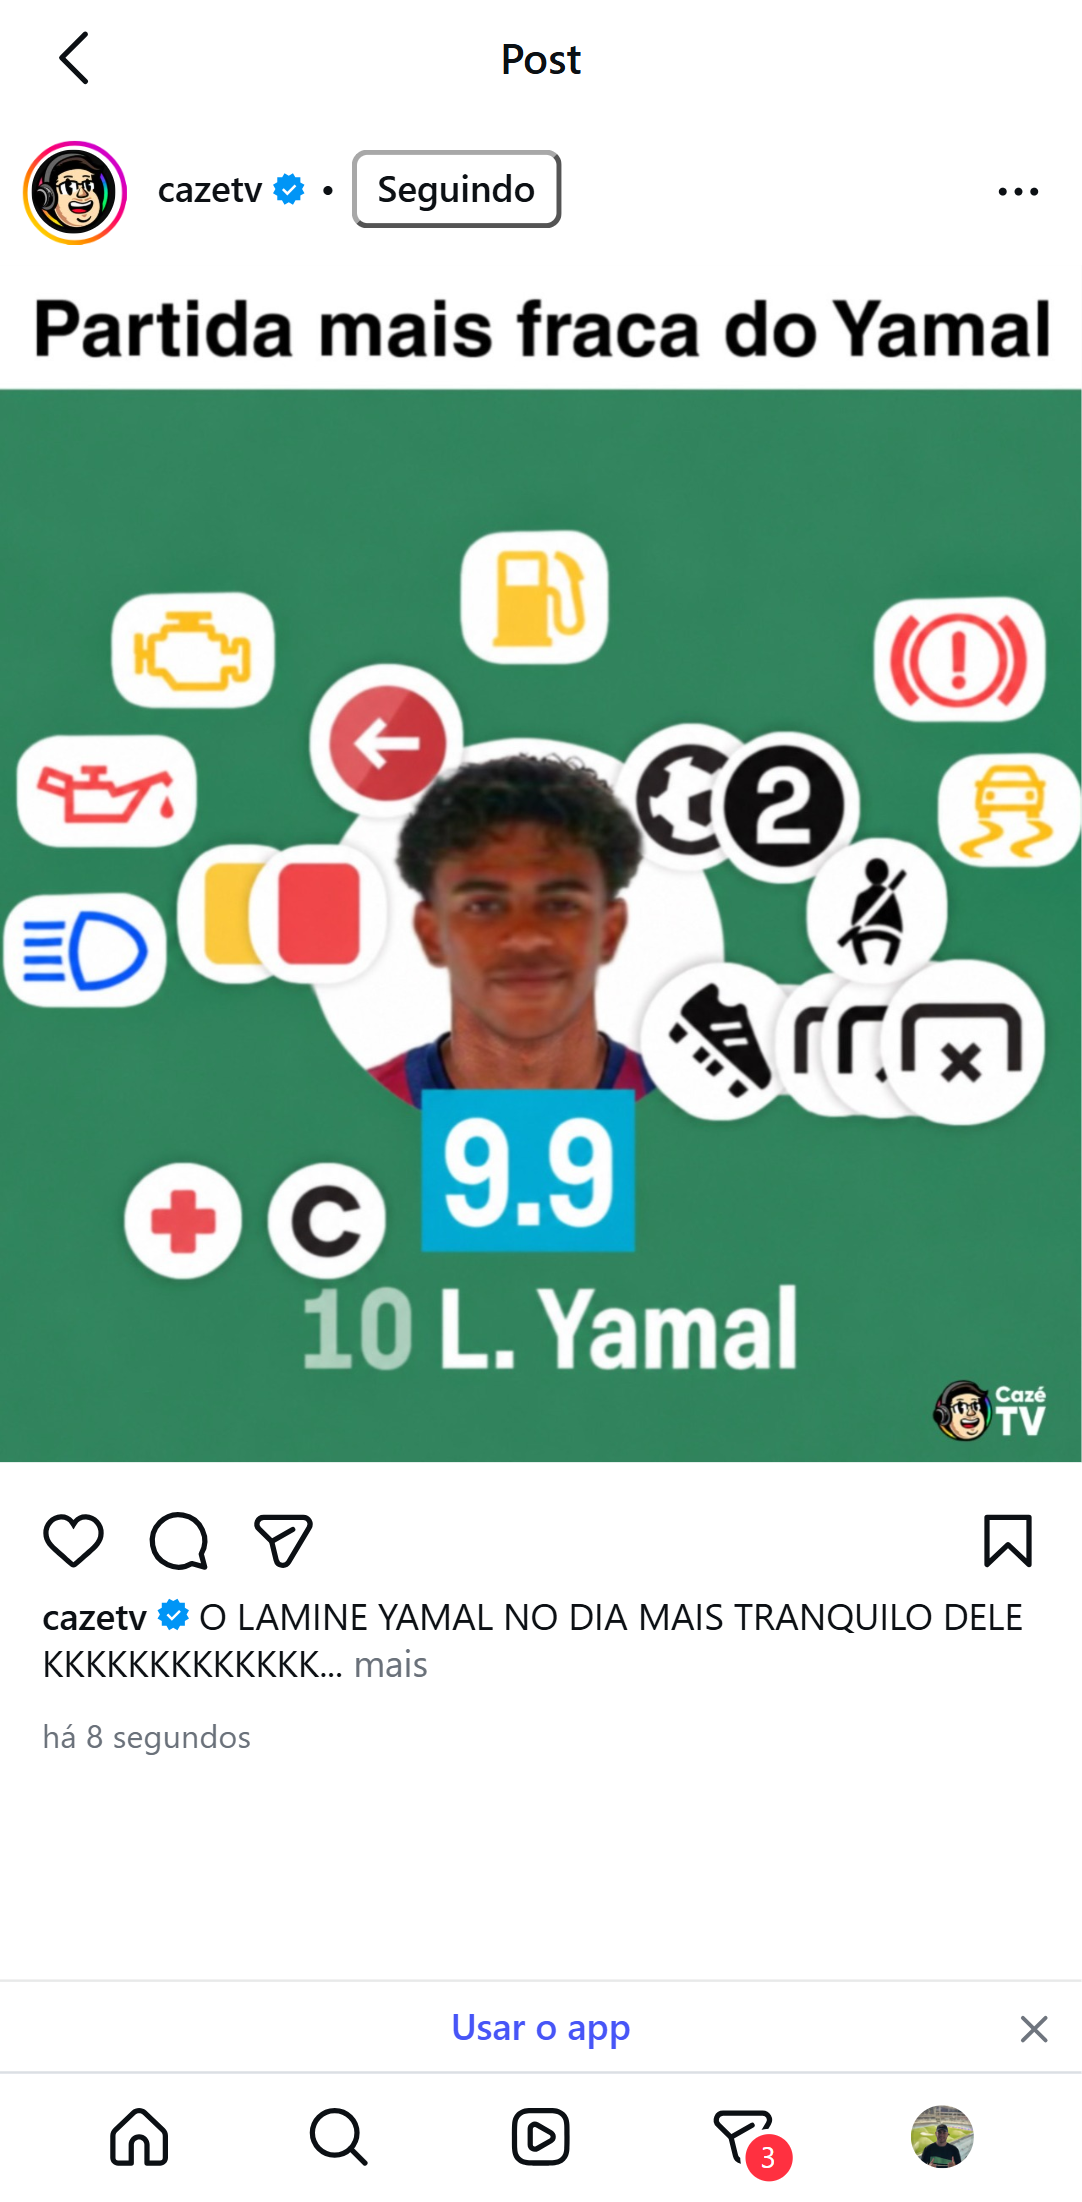 Post
cazetv • Seguindo
Partida mais fraca do Yamal
2
9.9
C
10 L. Yamal
Cazé
TV
cazetv O LAMINE YAMAL NO DIA MAIS TRANQUILO DELE
KKKKKKKKKKKKK... mais
há 8 segundos
Usar o app
3